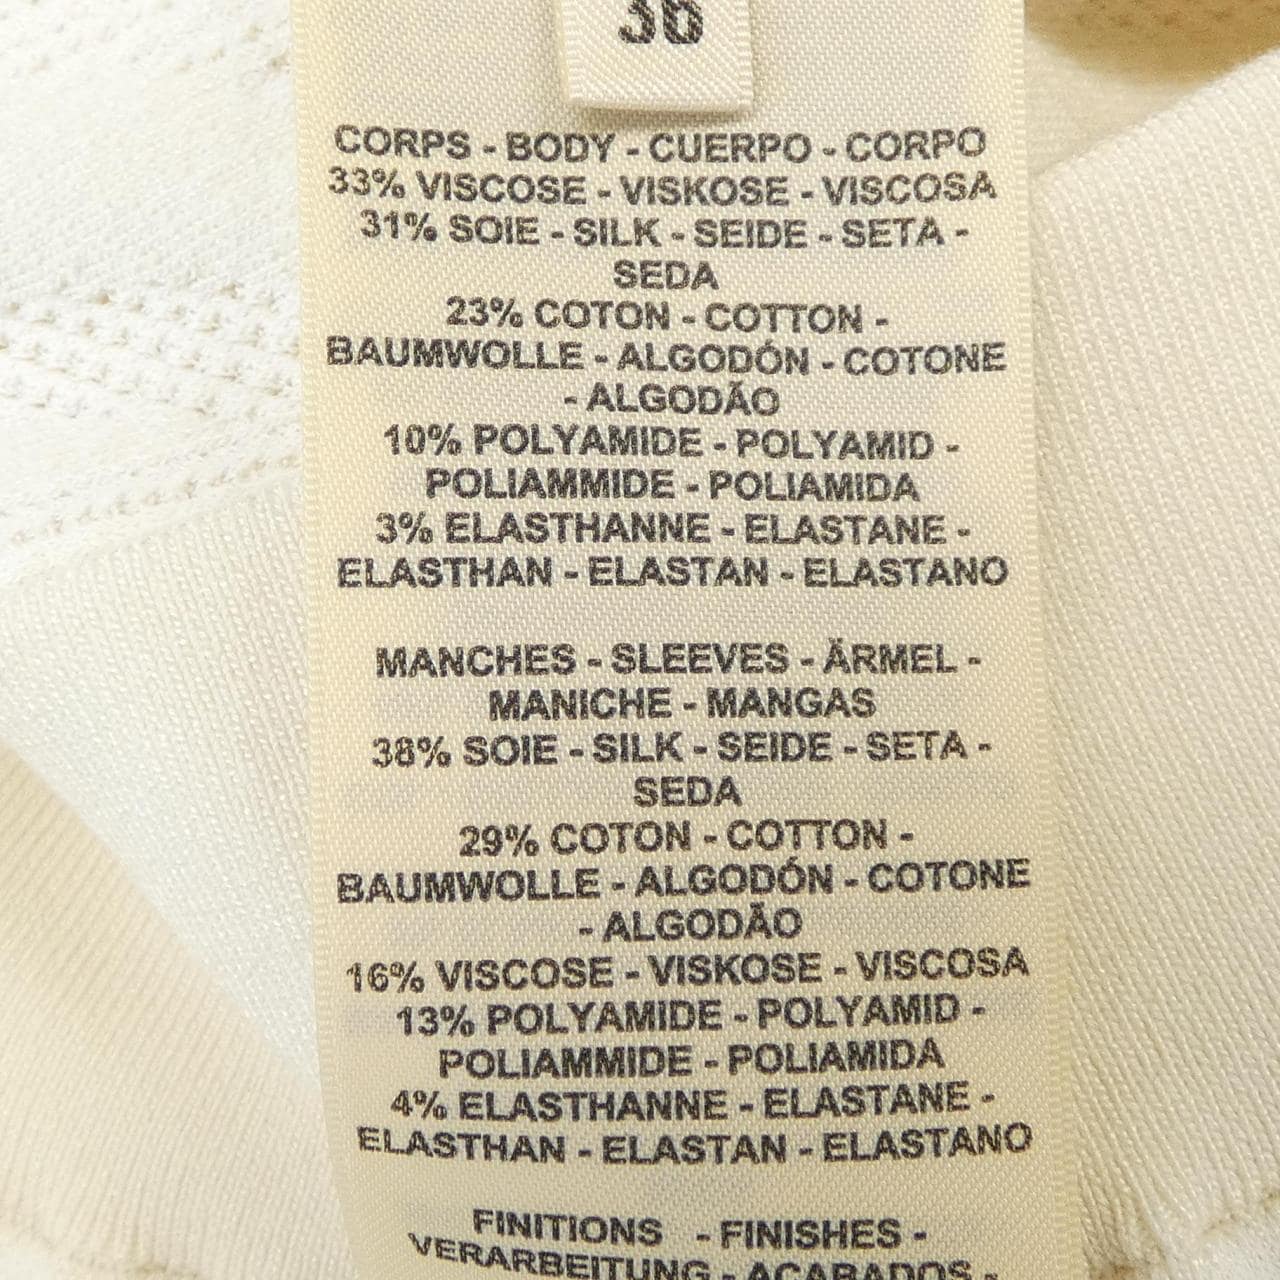 36
CORPS - BODY - CUERPO - CORPO
33% VISCOSE - VISKOSE - VISCOSA
31% SOIE - SILK - SEIDE - SETA -
SEDA
23% COTON - COTTON -
BAUMWOLLE - ALGODÓN - COTONE
- ALGODÃO
10% POLYAMIDE - POLYAMID -
POLIAMMIDE - POLIAMIDA
3% ELASTHANNE - ELASTANE -
ELASTHAN - ELASTAN - ELASTANO
MANCHES - SLEEVES - ÄRMEL -
MANICHE - MANGAS
38% SOIE - SILK - SEIDE - SETA -
SEDA
29% COTON - COTTON -
BAUMWOLLE - ALGODÓN - COTONE
- ALGODÃO
16% VISCOSE - VISKOSE - VISCOSA
13% POLYAMIDE - POLYAMID -
POLIAMMIDE - POLIAMIDA
4% ELASTHANNE - ELASTANE -
ELASTHAN - ELASTAN - ELASTANO
FINITIONS - FINISHES -
VERARBEITUNG - ACABADOS -